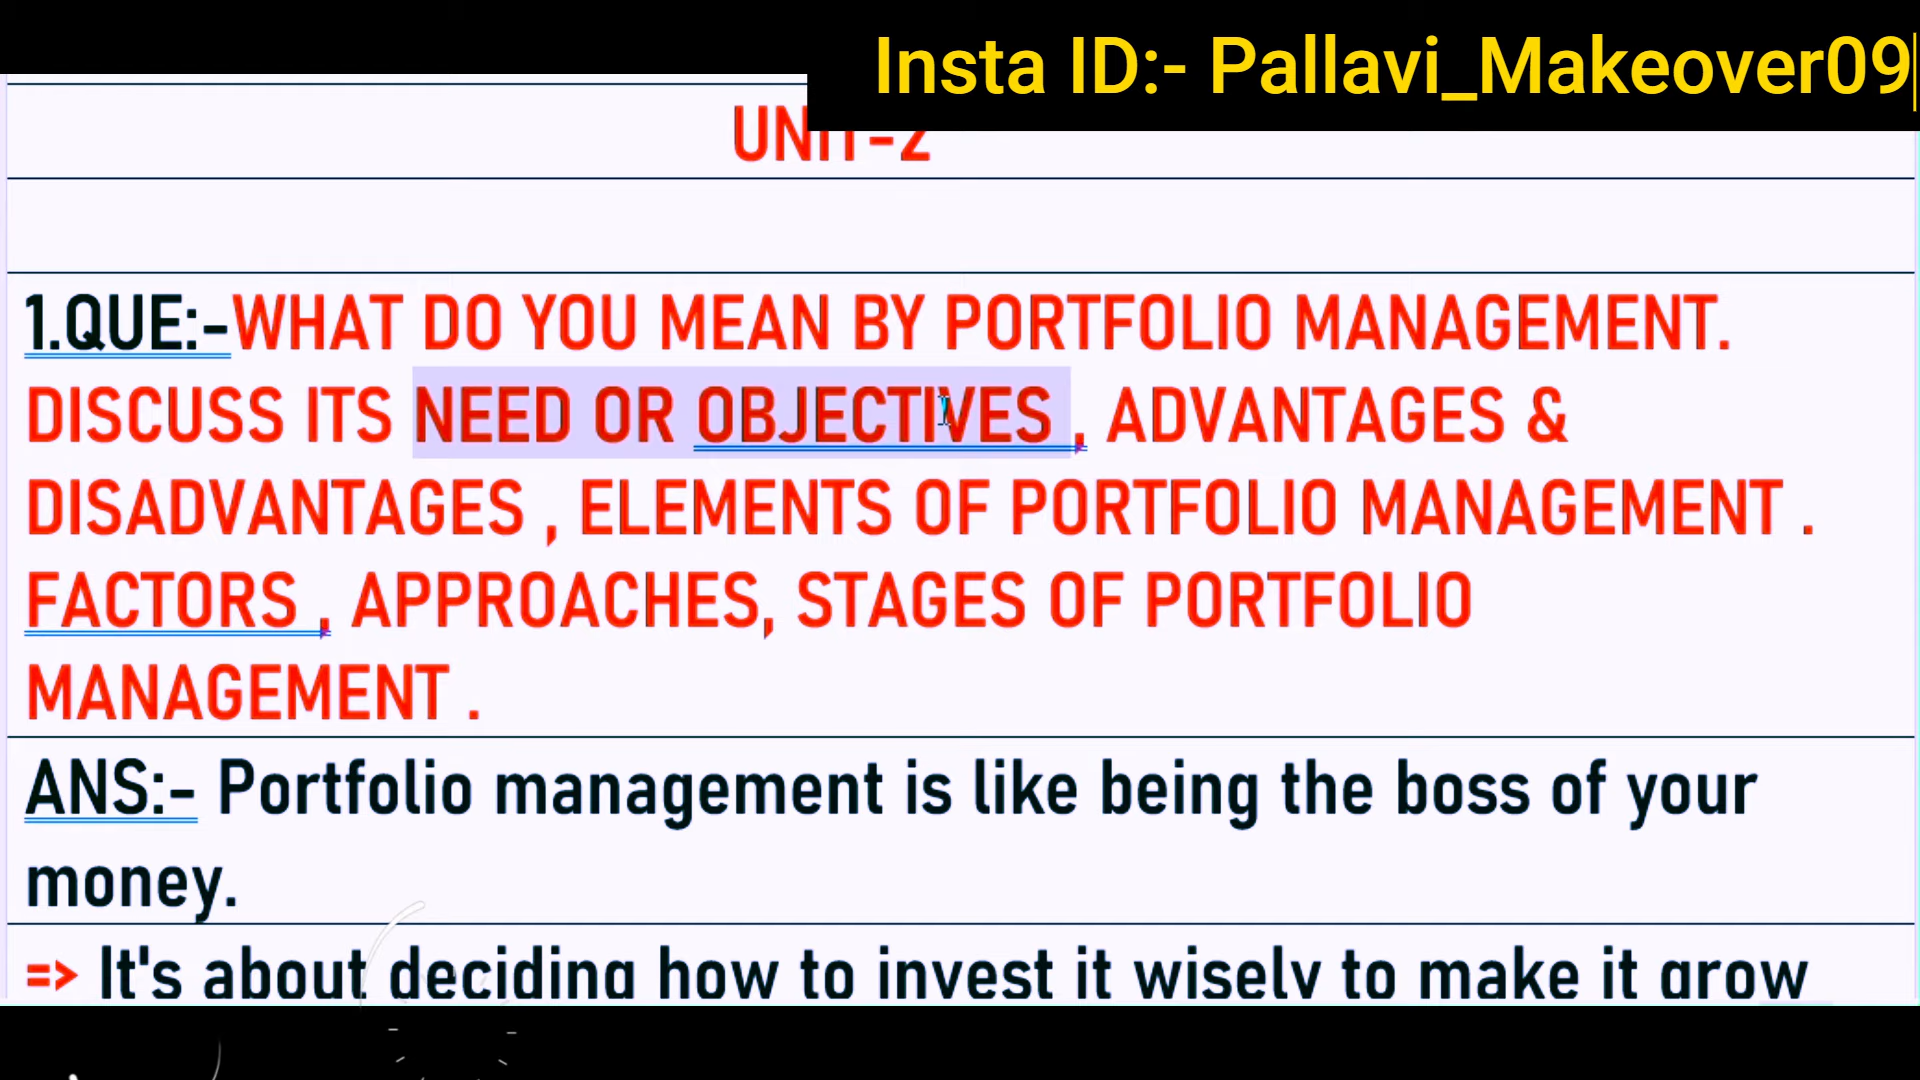 Insta ID:- Pallavi_Makeover09
UNIT-2
1.QUE:-WHAT DO YOU MEAN BY PORTFOLIO MANAGEMENT.
DISCUSS ITS NEED OR OBJECTIVES , ADVANTAGES &
DISADVANTAGES , ELEMENTS OF PORTFOLIO MANAGEMENT .
FACTORS , APPROACHES, STAGES OF PORTFOLIO
MANAGEMENT .
ANS:- Portfolio management is like being the boss of your
money.
=> It's about deciding how to invest it wisely to make it grow